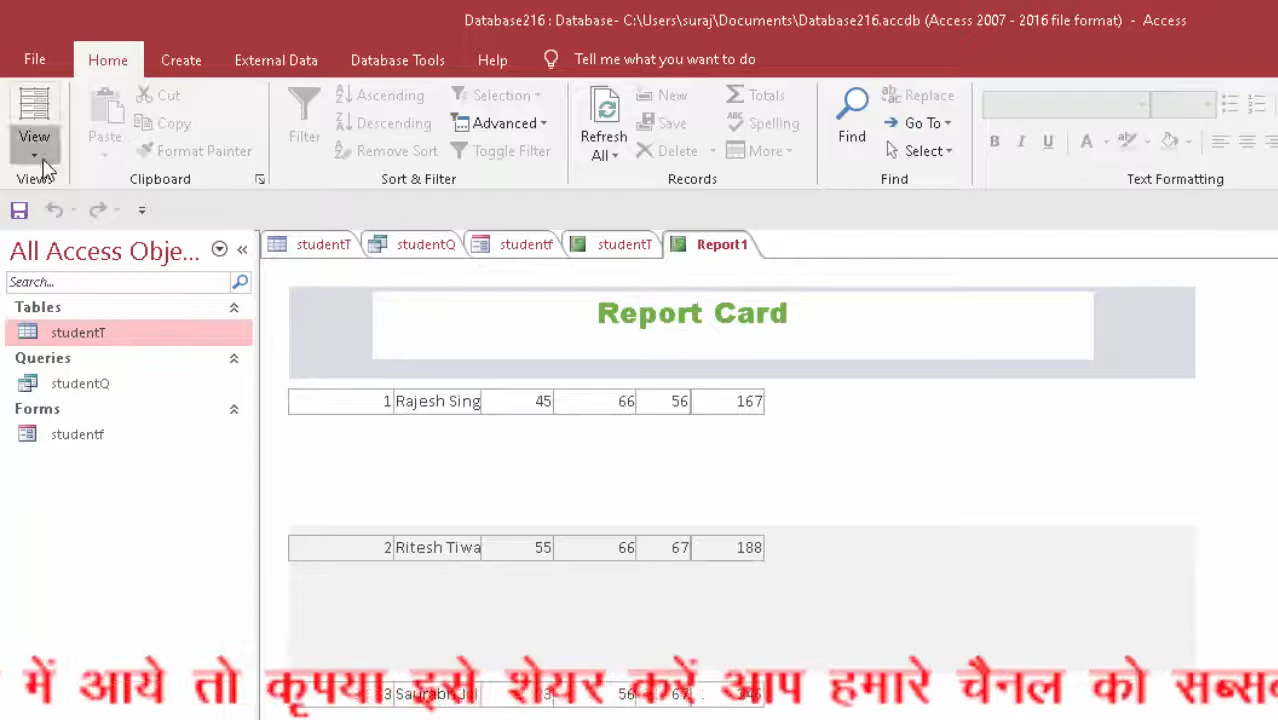 Database216 : Database- C:\Users\suraj\Documents\Database216.accdb (Access 2007 - 2016 file format) - Access
File Home Create External Data Database Tools Help Tell me what you want to do
View Paste Cut Copy Format Painter Filter Ascending Descending Remove Sort Selection Advanced Toggle Filter Refresh All New Save Delete Totals Spelling More Find Replace Go To Select B I U A
Views Clipboard Sort & Filter Records Find Text Formatting
All Access Obje...
Search...
Tables
studentT
Queries
studentQ
Forms
studentf
studentT studentQ studentf studentT Report1
Report Card
1 Rajesh Sing 45 66 56 167
2 Ritesh Tiwa 55 66 67 188
56 67
में आये तो कृपया इसे शेयर करें आप हमारे चैनल को